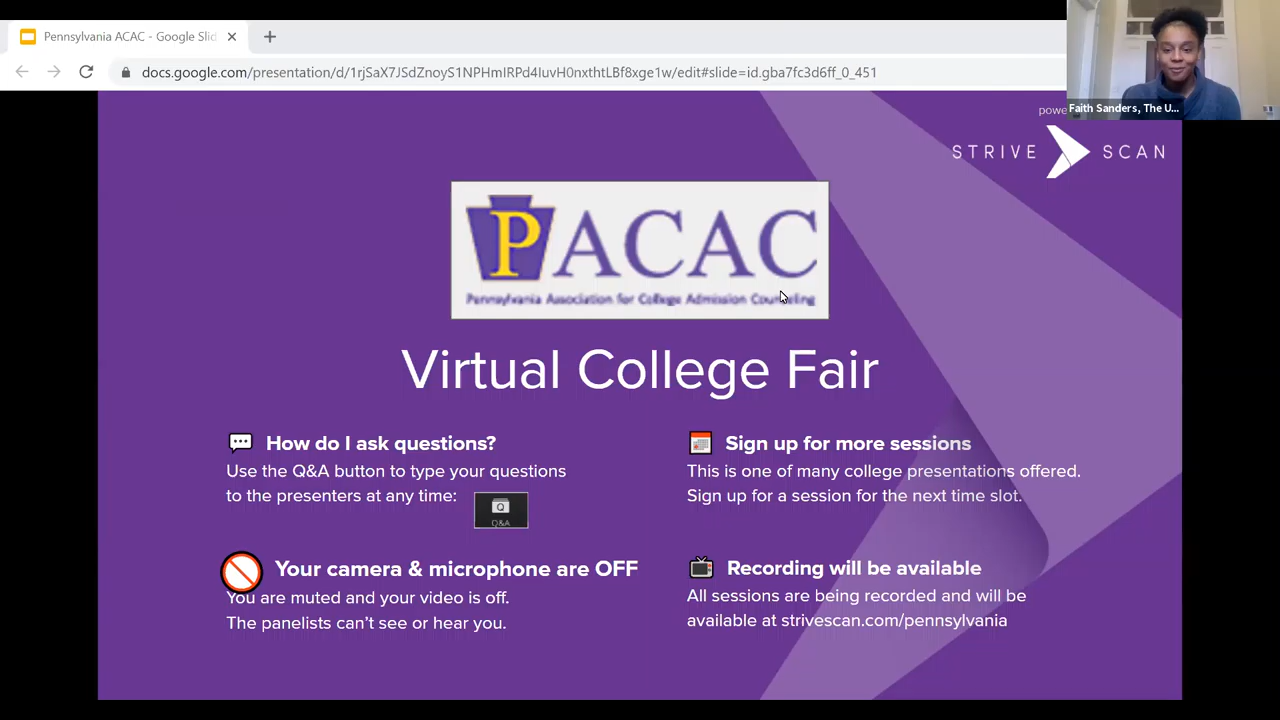 Pennsylvania ACAC - Google Slid
docs.google.com/presentation/d/1rjSaX7JSdZnoyS1NPHmIRPd4IuvH0nxthtLBf8xge1w/edit#slide=id.gba7fc3d6ff_0_451
Faith Sanders, The U...
STRIVE SCAN
PACAC
Pennsylvania Association for College Admission Counseling
Virtual College Fair
How do I ask questions?
Use the Q&A button to type your questions
to the presenters at any time:
Q&A
Sign up for more sessions
This is one of many college presentations offered.
Sign up for a session for the next time slot.
Your camera & microphone are OFF
You are muted and your video is off.
The panelists can't see or hear you.
Recording will be available
All sessions are being recorded and will be
available at strivescan.com/pennsylvania